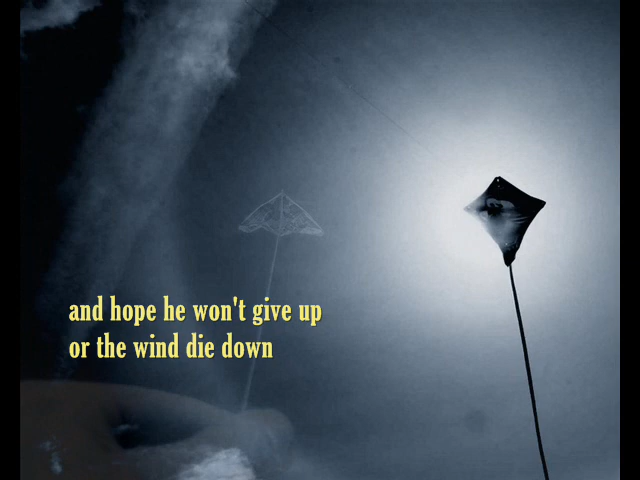 and hope he won't give up
or the wind die down